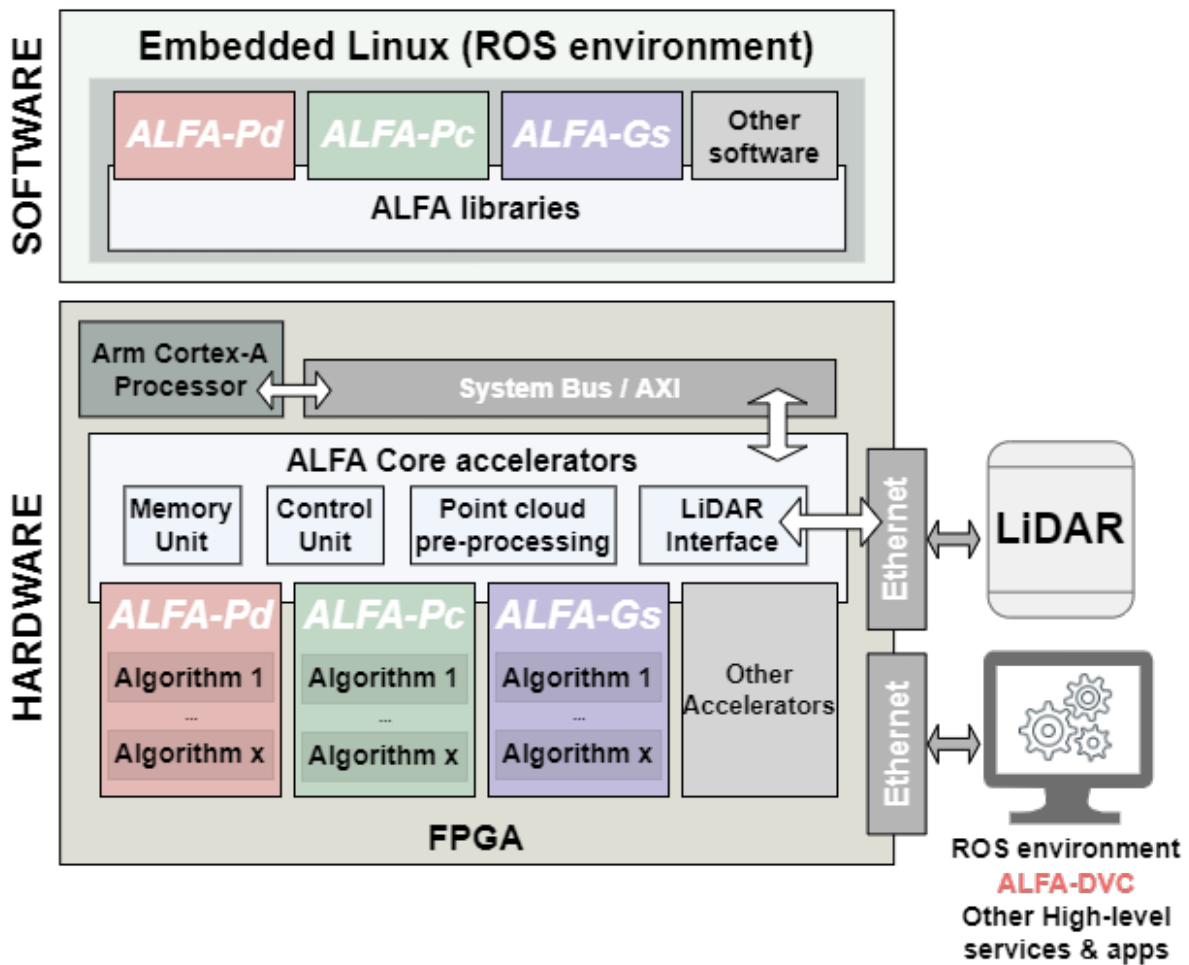 SOFTWARE
Embedded Linux (ROS environment)
ALFA-Pd
ALFA-Pc
ALFA-Gs
Other
software
ALFA libraries
HARDWARE
Arm Cortex-A
Processor
System Bus / AXI
ALFA Core accelerators
Memory
Unit
Control
Unit
Point cloud
pre-processing
LiDAR
Interface
Ethernet
LiDAR
ALFA-Pd
Algorithm 1
...
Algorithm x
ALFA-Pc
Algorithm 1
...
Algorithm x
ALFA-Gs
Algorithm 1
...
Algorithm x
Other
Accelerators
Ethernet
FPGA
ROS environment
ALFA-DVC
Other High-level
services & apps